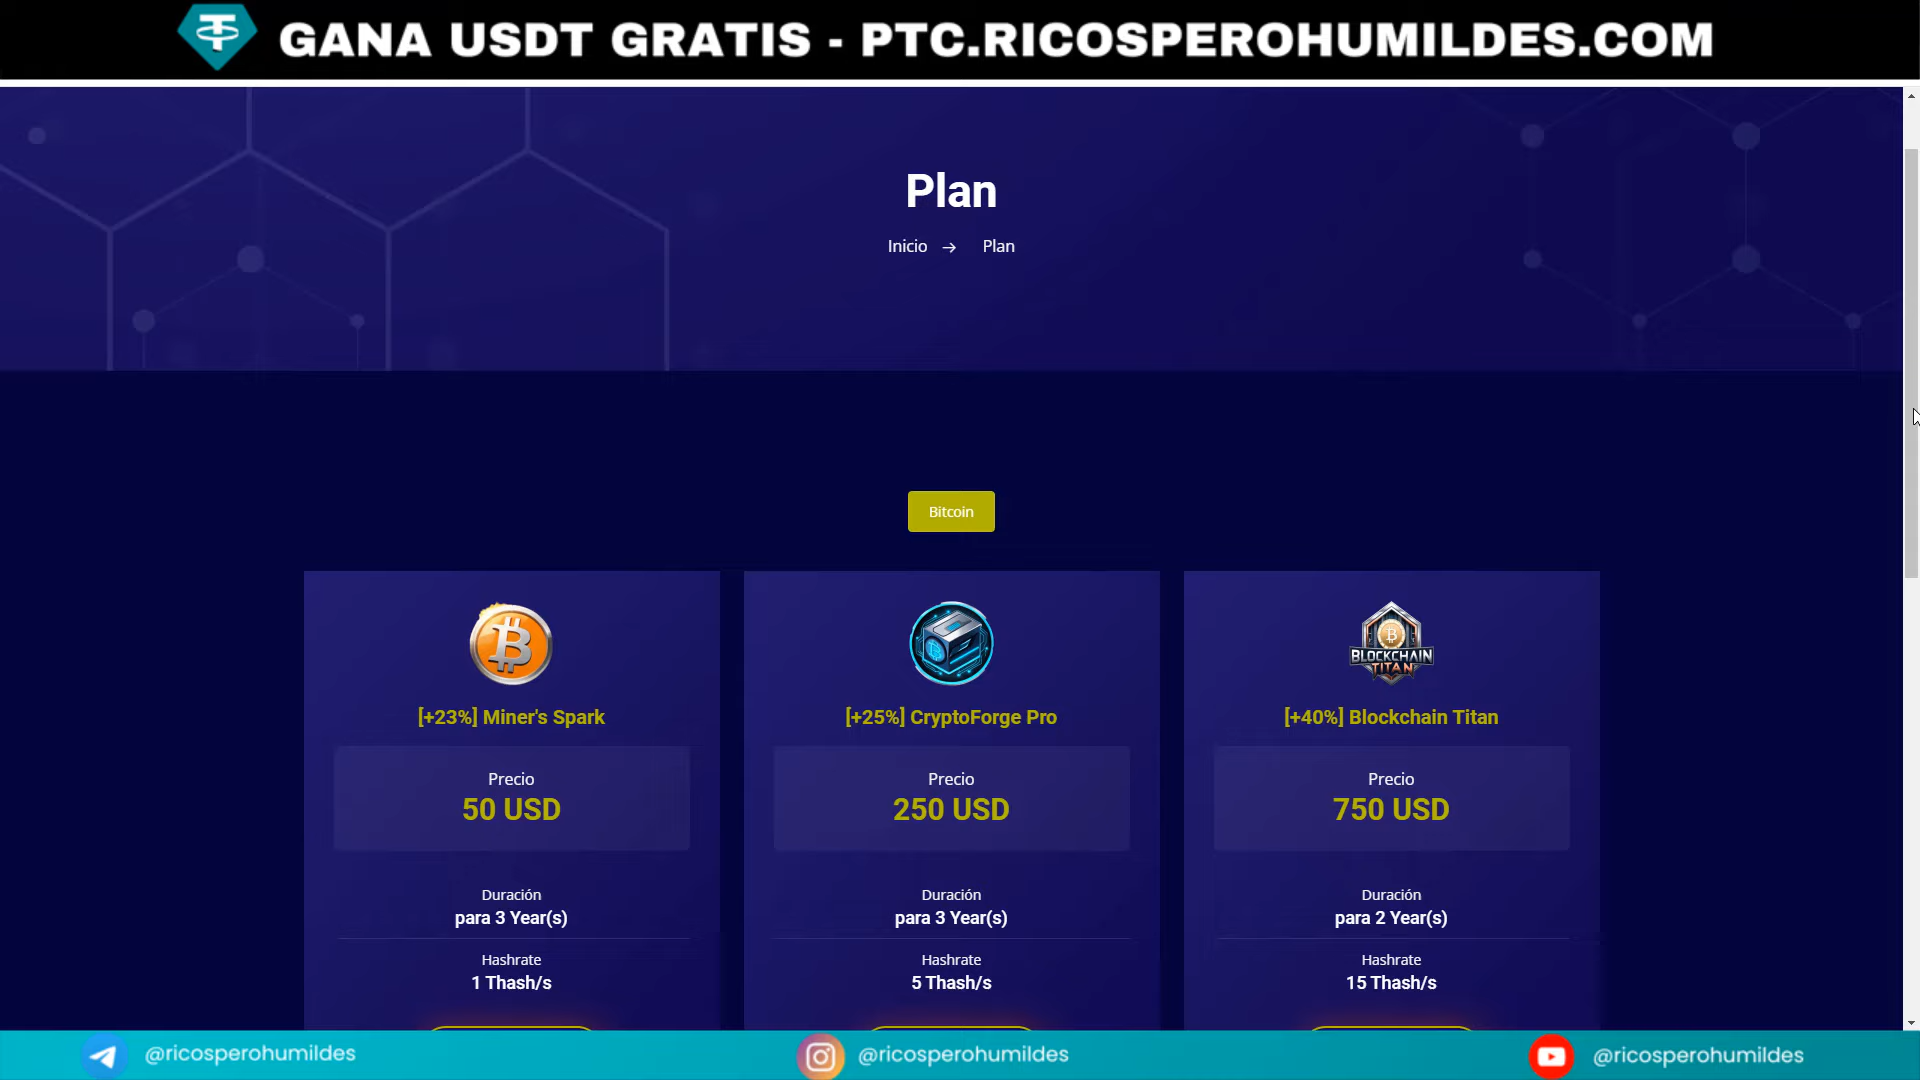 GANA USDT GRATIS - PTC.RICOSPEROHUMILDES.COM
Plan
Inicio → Plan
Bitcoin
BLOCKCHAIN
TITAN
[+23%] Miner's Spark
[+25%] CryptoForge Pro
[+40%] Blockchain Titan
Precio
50 USD
Precio
250 USD
Precio
750 USD
Duración
para 3 Year(s)
Duración
para 3 Year(s)
Duración
para 2 Year(s)
Hashrate
1 Thash/s
Hashrate
5 Thash/s
Hashrate
15 Thash/s
@ricosperohumildes
@ricosperohumildes
@ricosperohumildes